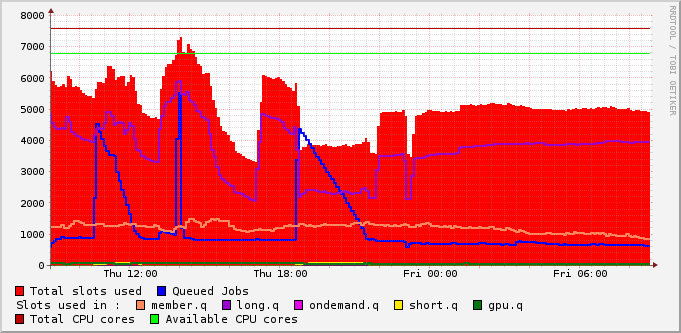 8000
7000
6000
5000
4000
3000
2000
1000
0
Thu 12:00 Thu 18:00 Fri 00:00 Fri 06:00
RRDTOOL / TOBI OETIKER
Total slots used Queued Jobs
Slots used in : member.q long.q ondemand.q short.q gpu.q
Total CPU cores Available CPU cores